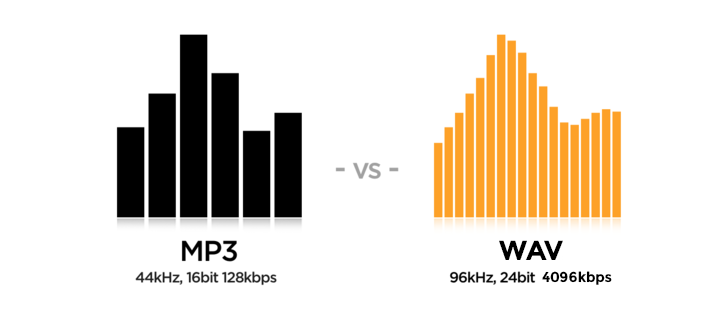 - VS -
MP3
44kHz, 16bit 128kbps
WAV
96kHz, 24bit 4096kbps